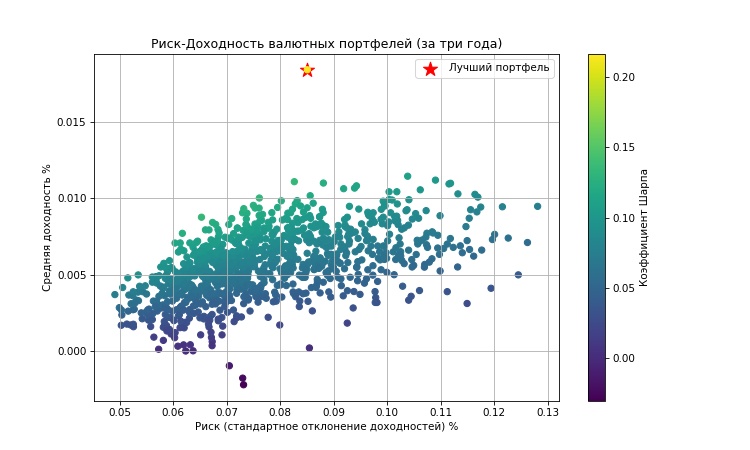 Риск-Доходность валютных портфелей (за три года)
Лучший портфель
0.015
0.010
0.005
0.000
Средняя доходность %
0.05 0.06 0.07 0.08 0.09 0.10 0.11 0.12 0.13
Риск (стандартное отклонение доходностей) %
0.20
0.15
0.10
0.05
0.00
Коэффициент Шарпа